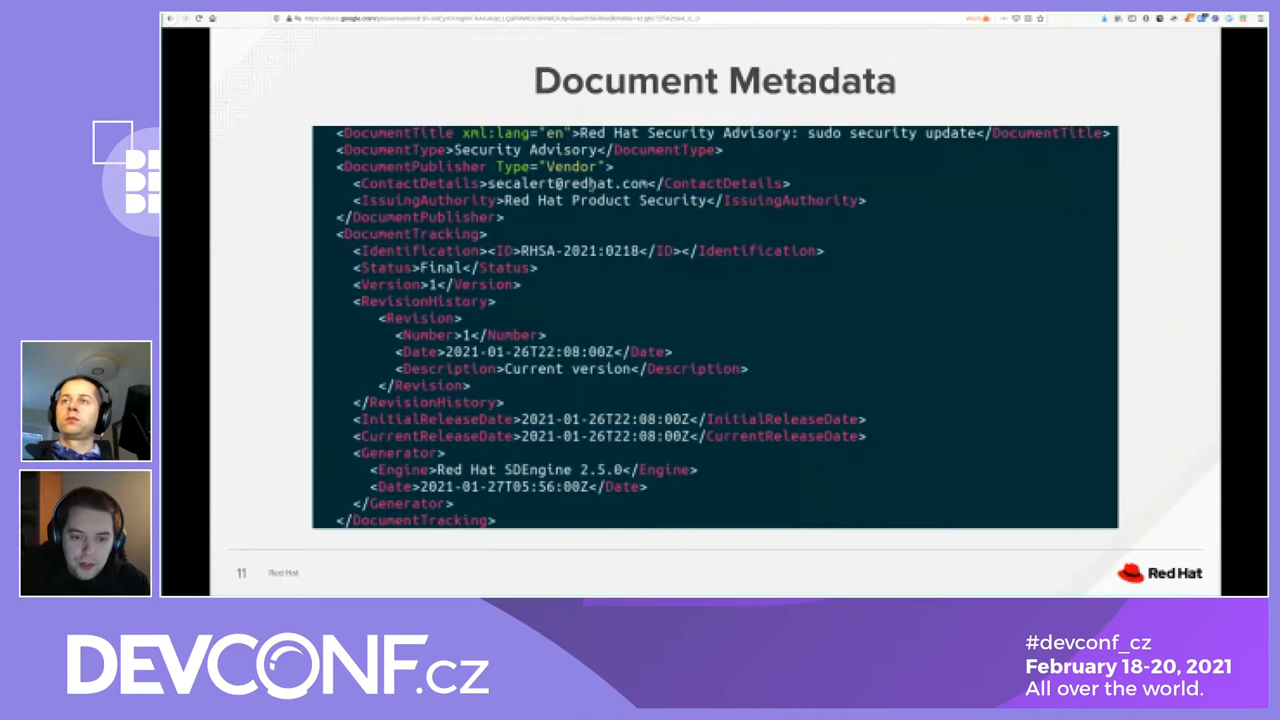 Document Metadata
<DocumentTitle xml:lang="en">Red Hat Security Advisory: sudo security update</DocumentTitle>
<DocumentType>Security Advisory</DocumentType>
<DocumentPublisher Type="Vendor">
<ContactDetails>secalert@redhat.com</ContactDetails>
<IssuingAuthority>Red Hat Product Security</IssuingAuthority>
</DocumentPublisher>
<DocumentTracking>
<Identification><ID>RHSA-2021:0218</ID></Identification>
<Status>Final</Status>
<Version>1</Version>
<RevisionHistory>
<Revision>
<Number>1</Number>
<Date>2021-01-26T22:08:00Z</Date>
<Description>Current version</Description>
</Revision>
</RevisionHistory>
<InitialReleaseDate>2021-01-26T22:08:00Z</InitialReleaseDate>
<CurrentReleaseDate>2021-01-26T22:08:00Z</CurrentReleaseDate>
<Generator>
<Engine>Red Hat SDEngine 2.5.0</Engine>
<Date>2021-01-27T05:56:00Z</Date>
</Generator>
</DocumentTracking>
11 Red Hat
Red Hat
DEVCONF.cz
#devconf_cz
February 18-20, 2021
All over the world.